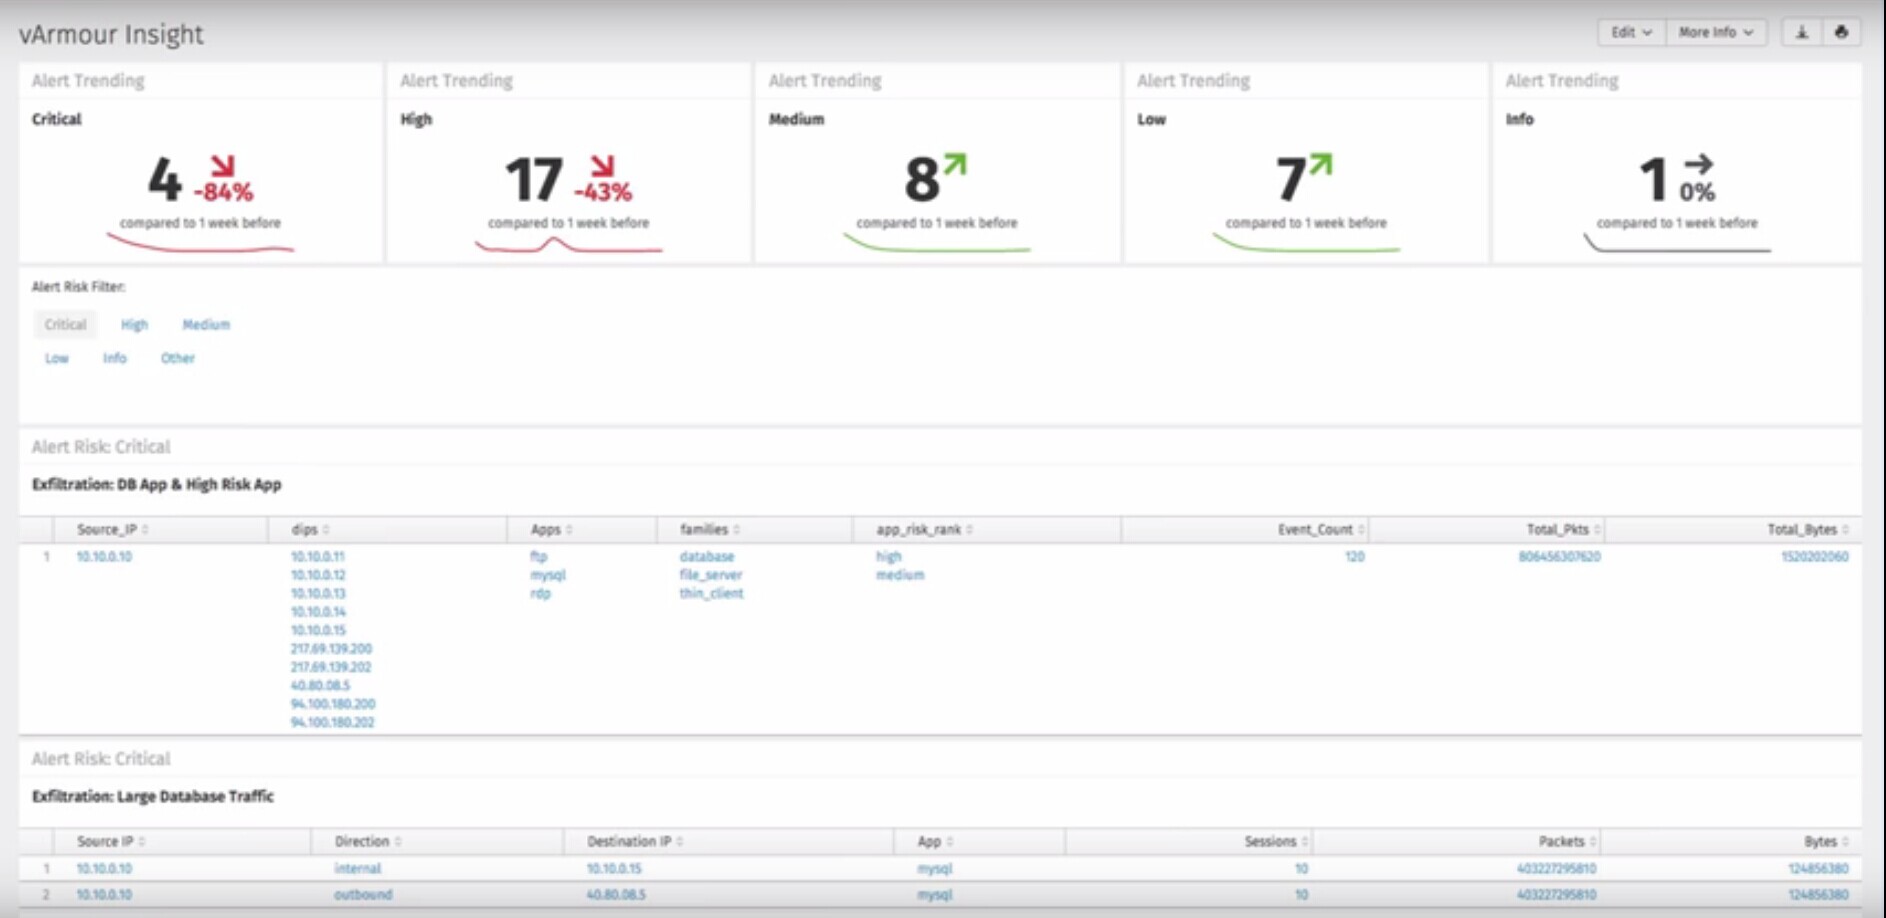 vArmour Insight
Edit More Info
Alert Trending Alert Trending Alert Trending Alert Trending Alert Trending
Critical High Medium Low Info
4 -84% 17 -43% 8 7 1 0%
compared to 1 week before compared to 1 week before compared to 1 week before compared to 1 week before compared to 1 week before
Alert Risk Filter:
Critical High Medium
Low Info Other
Alert Risk: Critical
Exfiltration: DB App & High Risk App
Source_IP dips Apps families app_risk_rank Event_Count Total_Pkts Total_Bytes
1 10.10.0.10 10.10.0.11 ftp database high 120 806456307620 1520202060
10.10.0.12 mysql file_server medium
10.10.0.13 rdp thin_client
10.10.0.14
10.10.0.15
217.69.139.200
217.69.139.202
40.80.08.5
94.100.180.200
94.100.180.202
Alert Risk: Critical
Exfiltration: Large Database Traffic
Source IP Direction Destination IP App Sessions Packets Bytes
1 10.10.0.10 internal 10.10.0.15 mysql 10 403227295810 124856380
2 10.10.0.10 outbound 40.80.08.5 mysql 10 403227295810 124856380